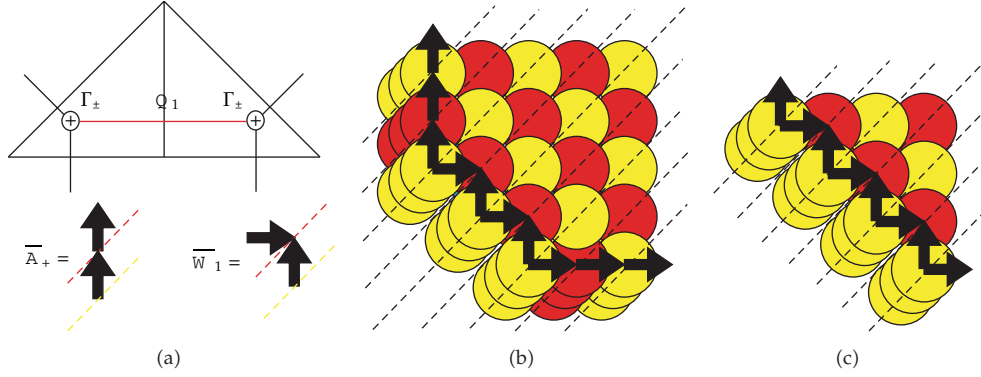 Γ± Q 1 Γ±
+ +
A + =
W 1 =
(a) (b) (c)